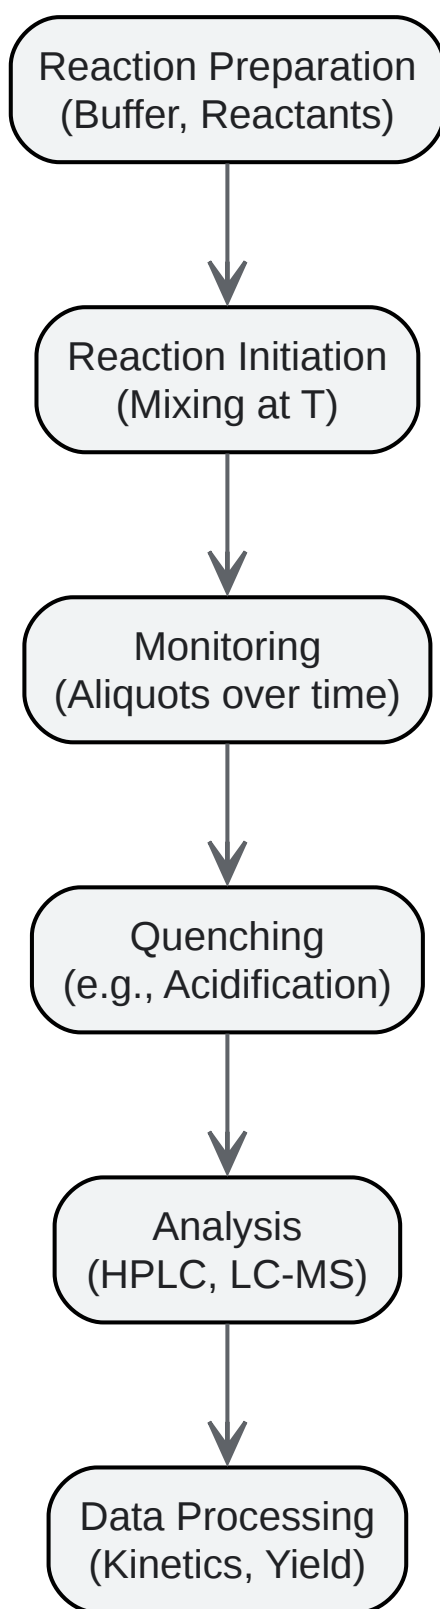 Reaction Preparation
(Buffer, Reactants)
Reaction Initiation
(Mixing at T)
Monitoring
(Aliquots over time)
Quenching
(e.g., Acidification)
Analysis
(HPLC, LC-MS)
Data Processing
(Kinetics, Yield)